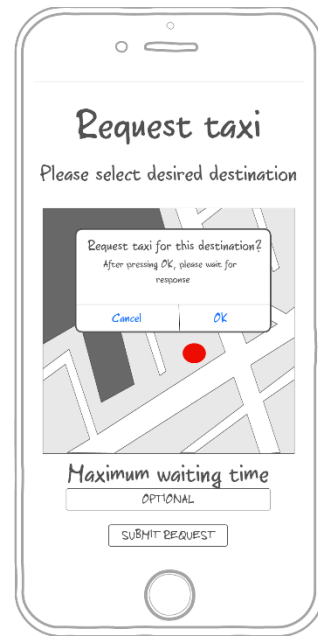 Request taxi
Please select desired destination
Request taxi for this destination?
After pressing OK, please wait for
response
Cancel OK
Maximum waiting time
OPTIONAL
SUBMIT REQUEST